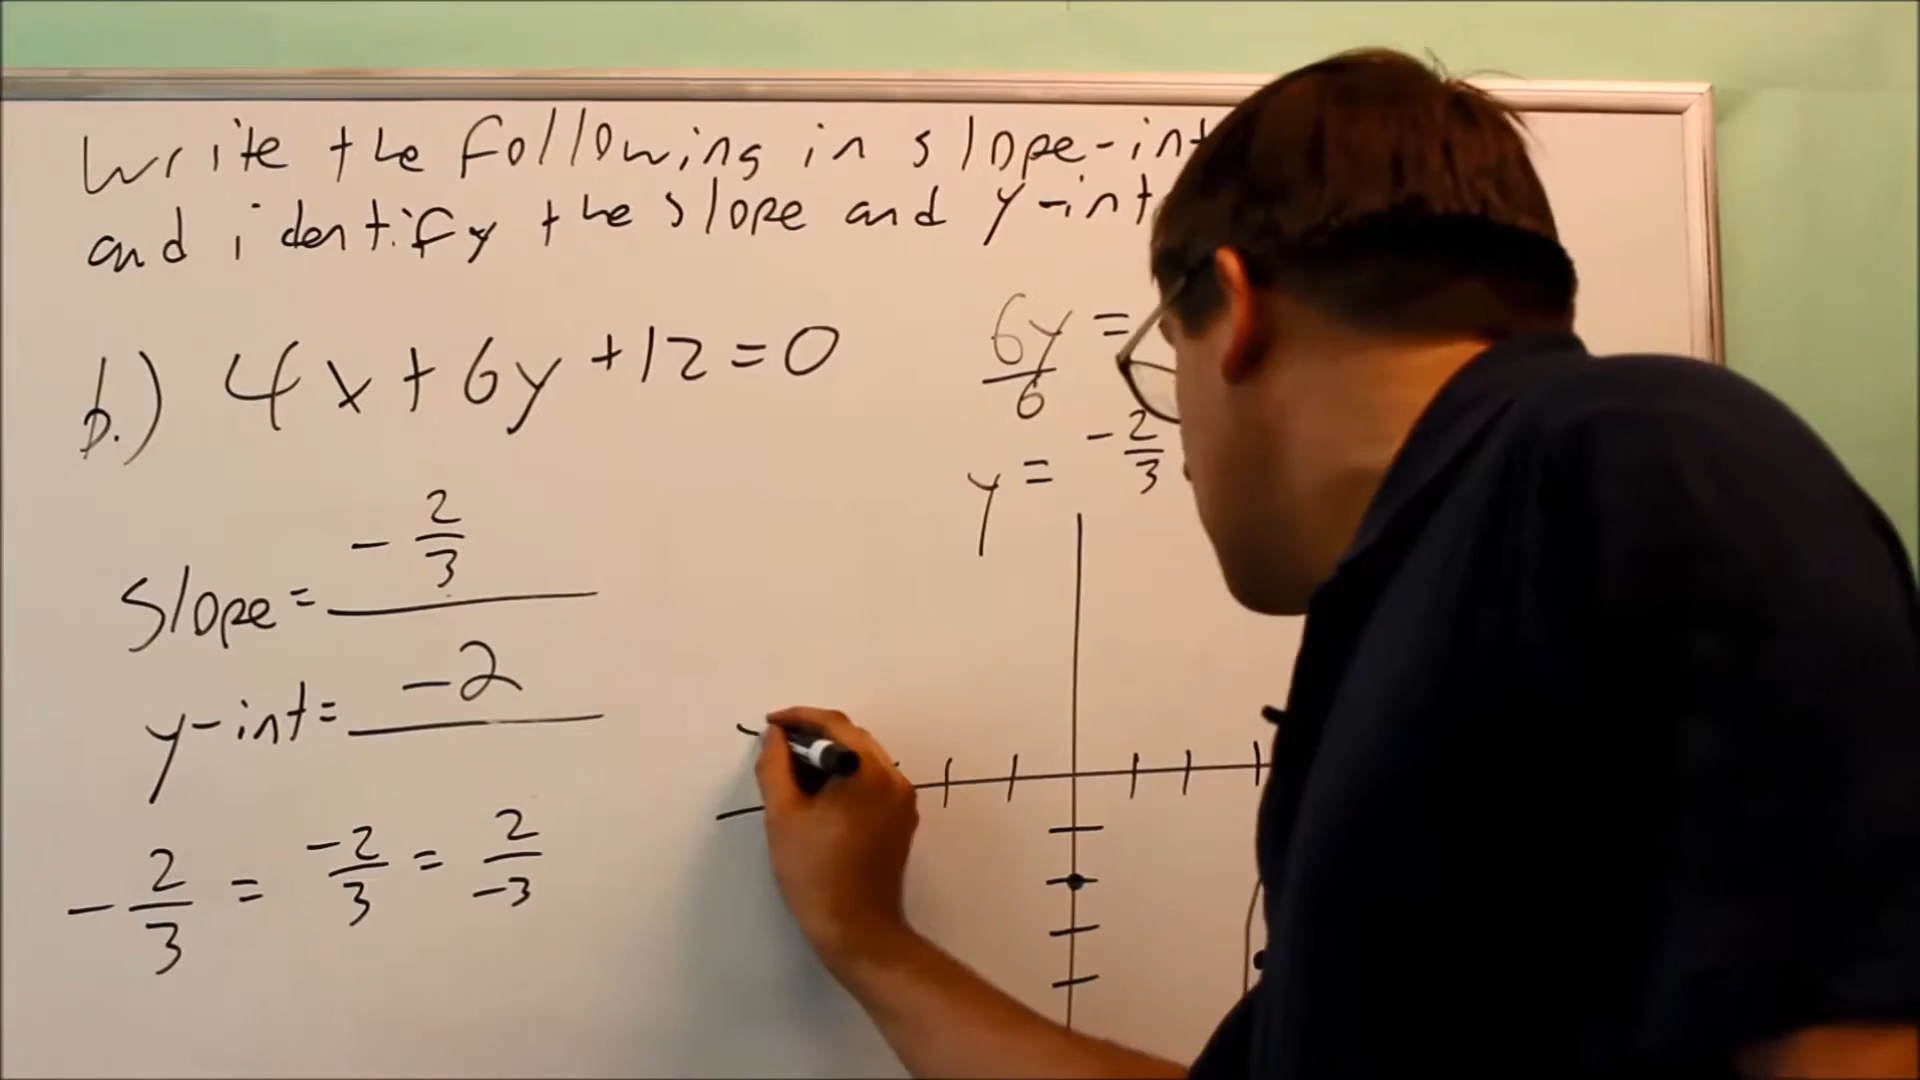 Write the following in slope-int
and identify the slope and y-int
b.) 4x + 6y + 12 = 0
6y =
6
y = - 2/3
slope = - 2/3
y-int = -2
- 2/3 = -2/3 = 2/-3